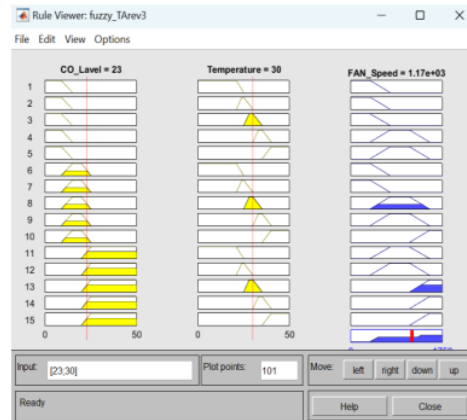 Rule Viewer: fuzzy_TArev3
File Edit View Options
CO_Lavel = 23 Temperature = 30 FAN_Speed = 1.17e+03
1
2
3
4
5
6
7
8
9
10
11
12
13
14
15
0 50 0 50
Input: [23;30] Plot points: 101 Move: left right down up
Ready Help Close